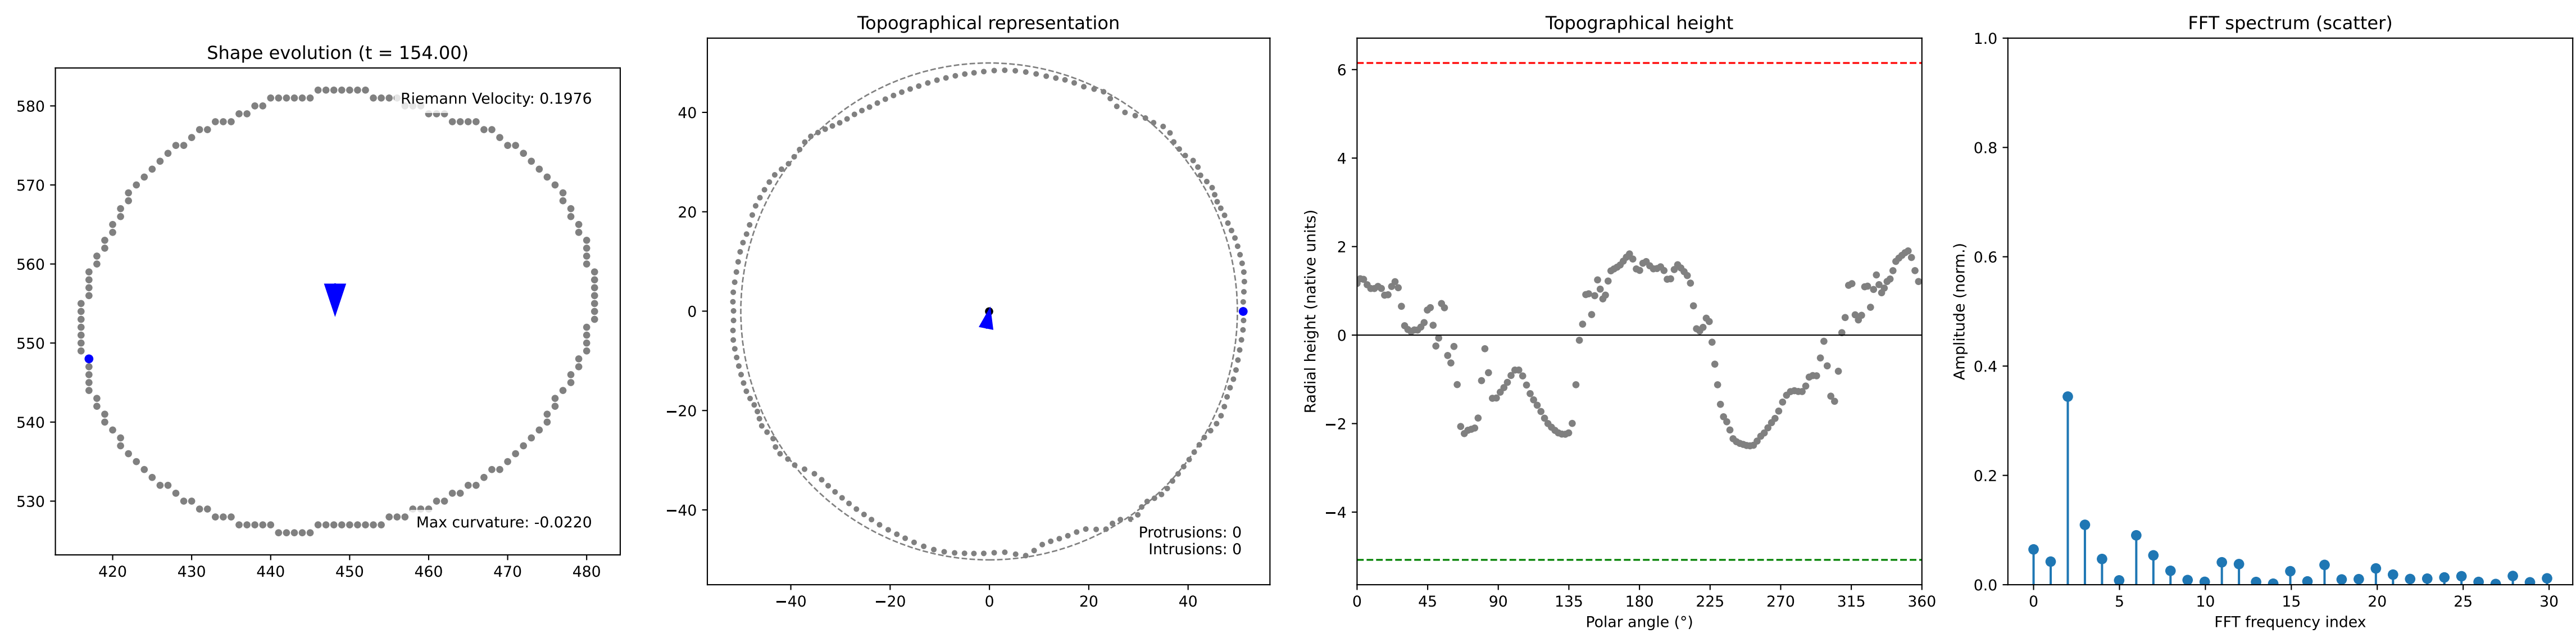 Shape evolution (t = 154.00)
Riemann Velocity: 0.1976
Max curvature: -0.0220
580
570
560
550
540
530
420 430 440 450 460 470 480
Topographical representation
40
20
0
−20
−40
−40 −20 0 20 40
Protrusions: 0
Intrusions: 0
Topographical height
Radial height (native units)
6
4
2
0
−2
−4
0 45 90 135 180 225 270 315 360
Polar angle (°)
FFT spectrum (scatter)
Amplitude (norm.)
1.0
0.8
0.6
0.4
0.2
0.0
0 5 10 15 20 25 30
FFT frequency index